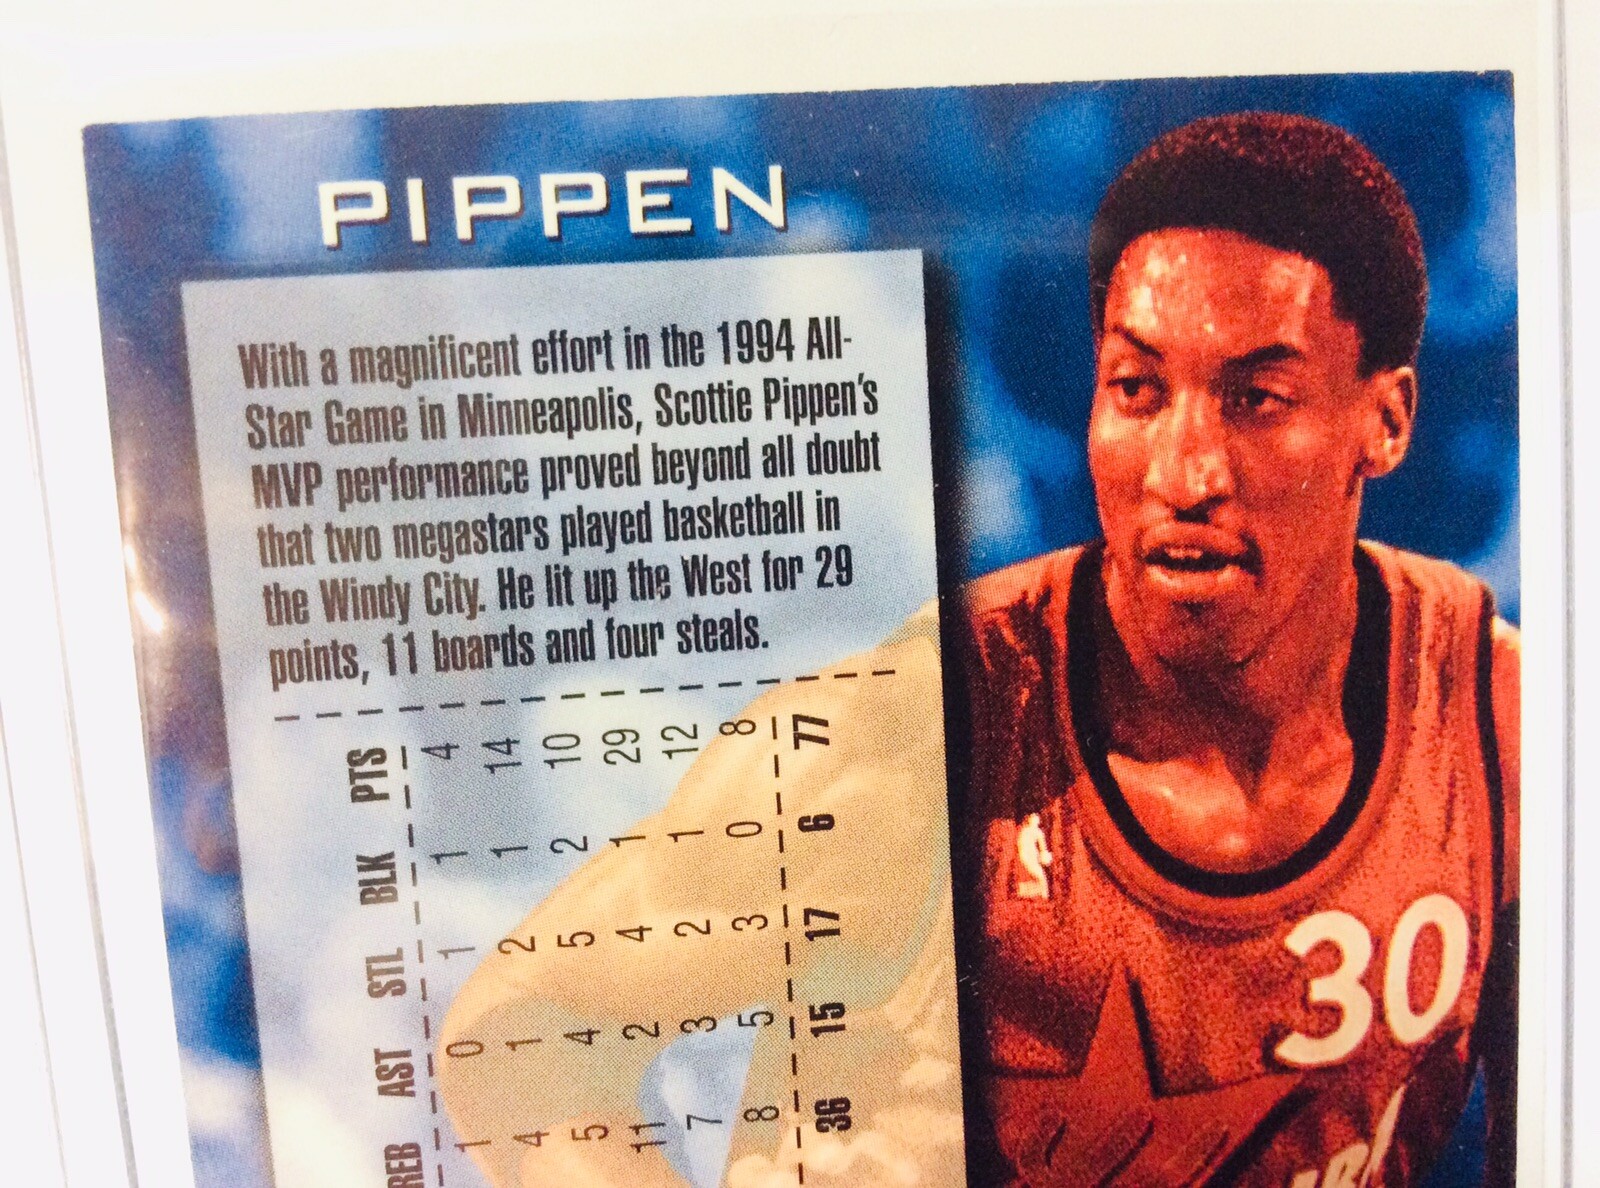 PIPPEN
With a magnificent effort in the 1994 All-
Star Game in Minneapolis, Scottie Pippen's
MVP performance proved beyond all doubt
that two megastars played basketball in
the Windy City. He lit up the West for 29
points, 11 boards and four steals.
REB AST STL BLK PTS
1 0 1 1 4
4 1 2 1 14
5 4 5 2 10
11 2 4 1 29
7 3 2 1 12
8 5 3 0 8
36 15 17 6 77
30